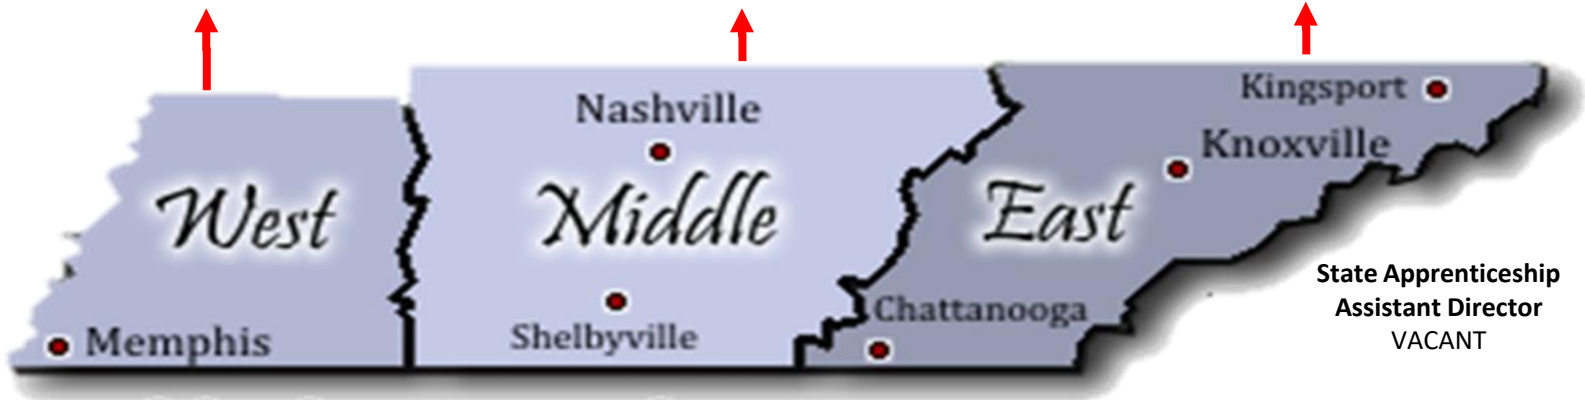 Kingsport
Nashville
Knoxville
West
Middle
East
State Apprenticeship
Assistant Director
VACANT
Chattanooga
Shelbyville
Memphis